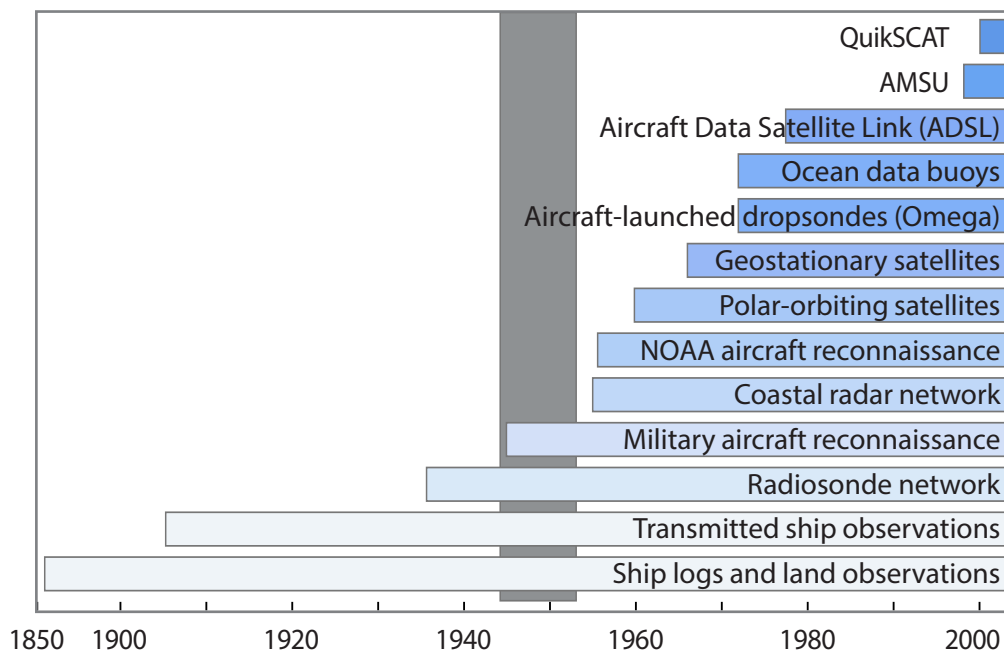 QuikSCAT
AMSU
Aircraft Data Satellite Link (ADSL)
Ocean data buoys
Aircraft-launched dropsondes (Omega)
Geostationary satellites
Polar-orbiting satellites
NOAA aircraft reconnaissance
Coastal radar network
Military aircraft reconnaissance
Radiosonde network
Transmitted ship observations
Ship logs and land observations
1850 1900 1920 1940 1960 1980 2000